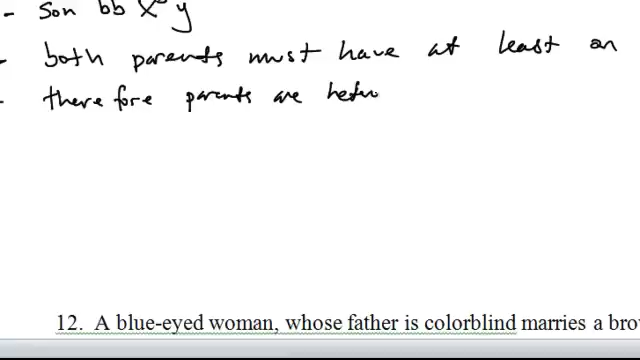 - Son bb X y
- both parents must have at least an
- therefore parents are hetero
12. A blue-eyed woman, whose father is colorblind marries a bro